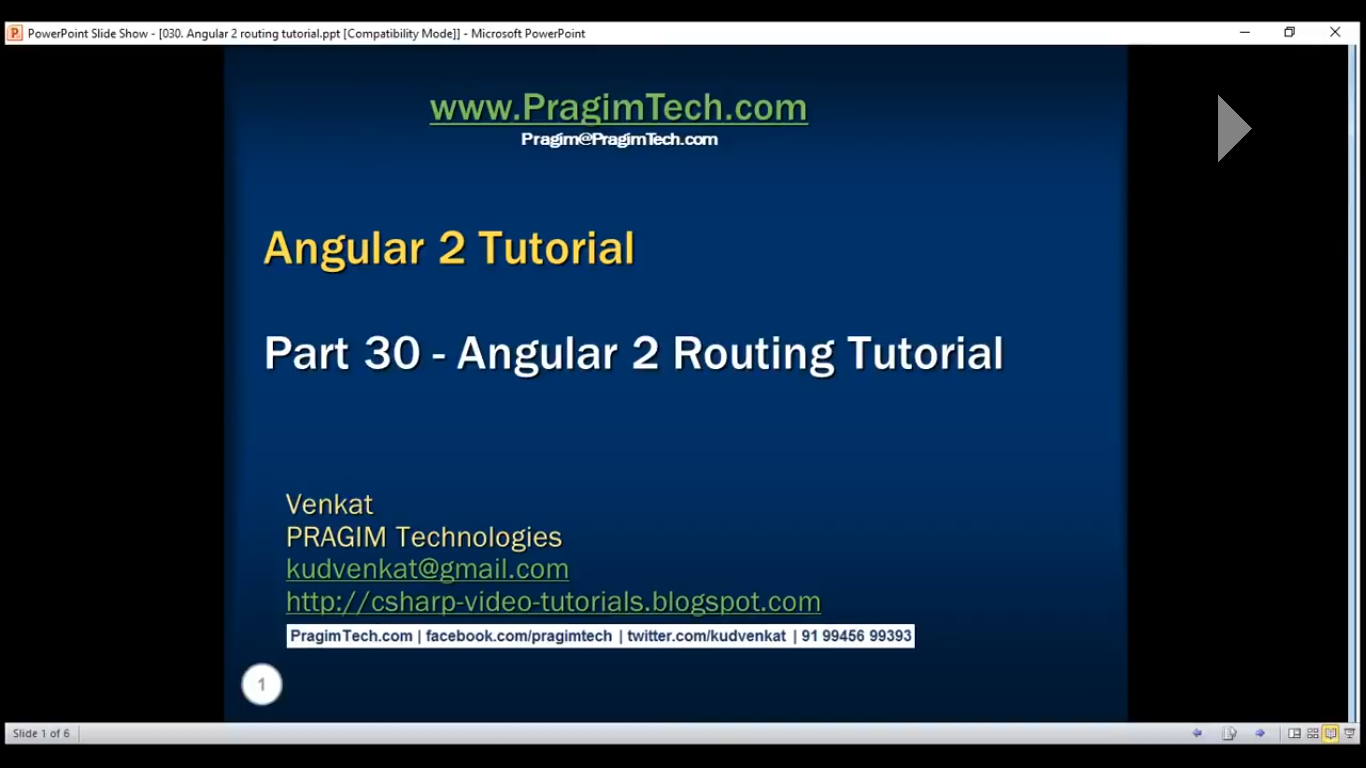 PowerPoint Slide Show - [030. Angular 2 routing tutorial.ppt [Compatibility Mode]] - Microsoft PowerPoint
www.PragimTech.com
Pragim@PragimTech.com
Angular 2 Tutorial
Part 30 - Angular 2 Routing Tutorial
Venkat
PRAGIM Technologies
kudvenkat@gmail.com
http://csharp-video-tutorials.blogspot.com
PragimTech.com | facebook.com/pragimtech | twitter.com/kudvenkat | 91 99456 99393
1
Slide 1 of 6